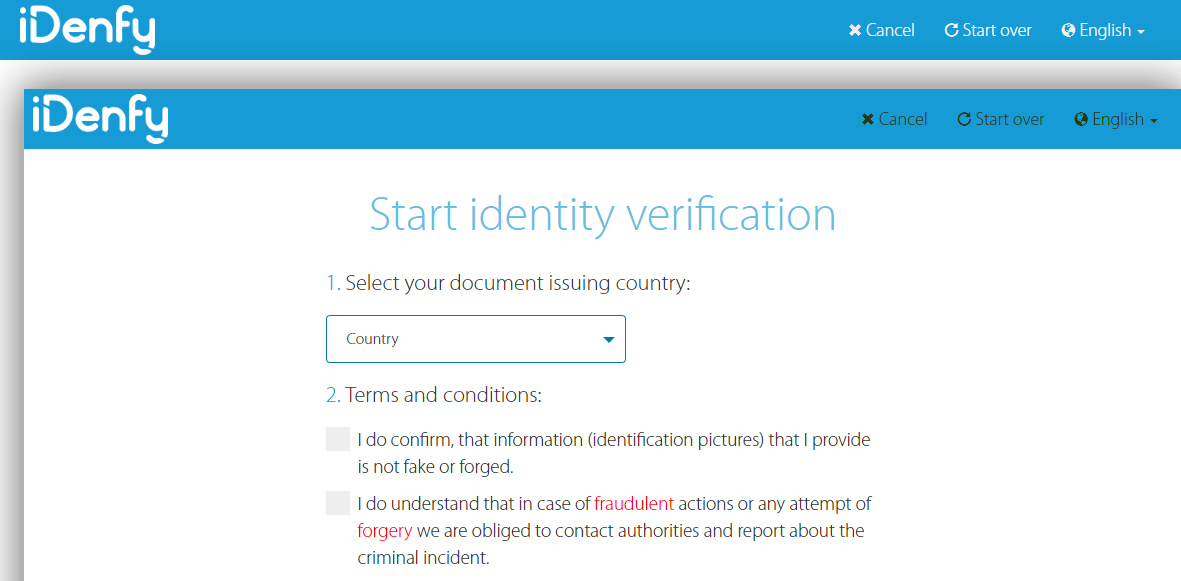 iDenfy
Cancel Start over English
iDenfy
Cancel Start over English
Start identity verification
1. Select your document issuing country:
Country
2. Terms and conditions:
I do confirm, that information (identification pictures) that I provide
is not fake or forged.
I do understand that in case of fraudulent actions or any attempt of
forgery we are obliged to contact authorities and report about the
criminal incident.